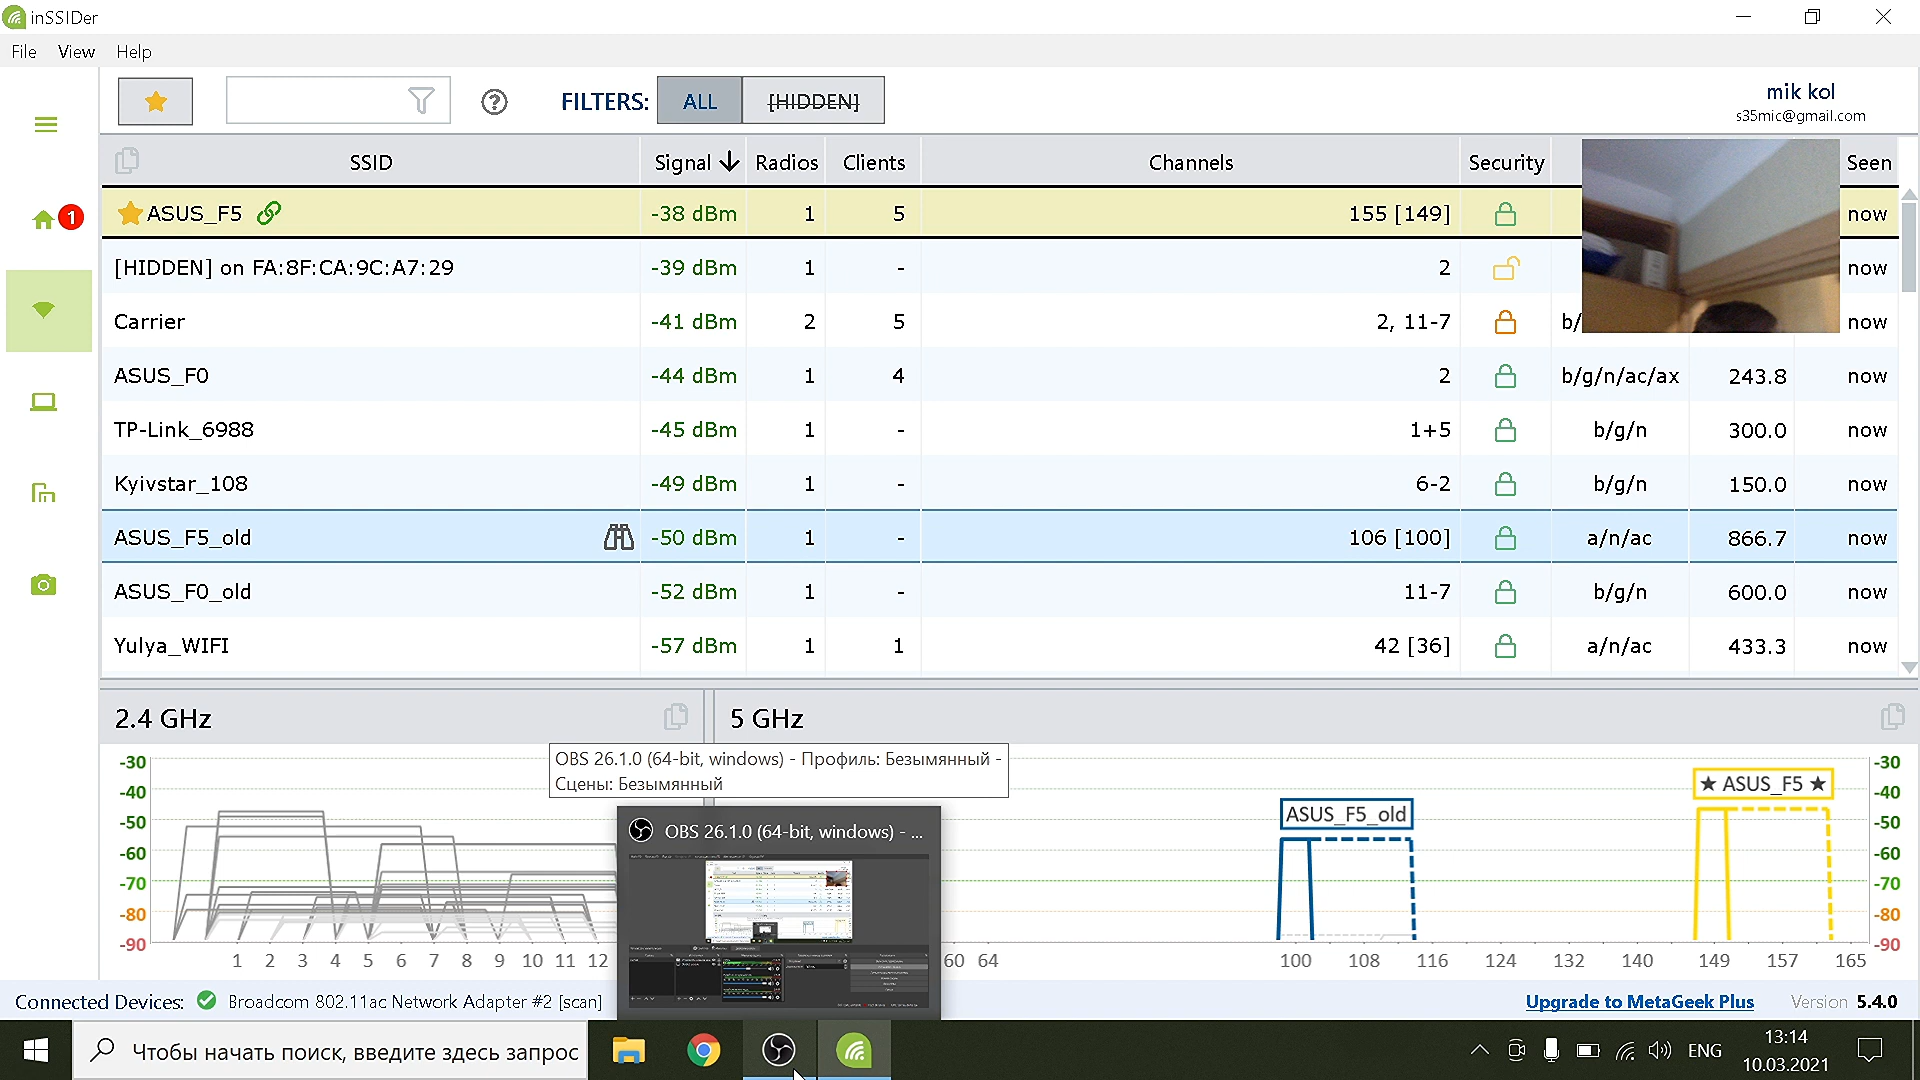 inSSIDer
File View Help
FILTERS: ALL [HIDDEN]
mik kol
s35mic@gmail.com
SSID Signal Radios Clients Channels Security Seen
ASUS_F5 -38 dBm 1 5 155 [149] now
[HIDDEN] on FA:8F:CA:9C:A7:29 -39 dBm 1 - 2 now
Carrier -41 dBm 2 5 2, 11-7 b/ now
ASUS_F0 -44 dBm 1 4 2 b/g/n/ac/ax 243.8 now
TP-Link_6988 -45 dBm 1 - 1+5 b/g/n 300.0 now
Kyivstar_108 -49 dBm 1 - 6-2 b/g/n 150.0 now
ASUS_F5_old -50 dBm 1 - 106 [100] a/n/ac 866.7 now
ASUS_F0_old -52 dBm 1 - 11-7 b/g/n 600.0 now
Yulya_WIFI -57 dBm 1 1 42 [36] a/n/ac 433.3 now
1
2.4 GHz
5 GHz
OBS 26.1.0 (64-bit, windows) - Профиль: Безымянный -
Сцены: Безымянный
OBS 26.1.0 (64-bit, windows) - ...
-30
-40
-50
-60
-70
-80
-90
1 2 3 4 5 6 7 8 9 10 11 12
ASUS_F5_old
★ ASUS_F5 ★
-30
-40
-50
-60
-70
-80
-90
60 64 100 108 116 124 132 140 149 157 165
Connected Devices: Broadcom 802.11ac Network Adapter #2 [scan]
Upgrade to MetaGeek Plus Version 5.4.0
Чтобы начать поиск, введите здесь запрос
ENG
13:14
10.03.2021